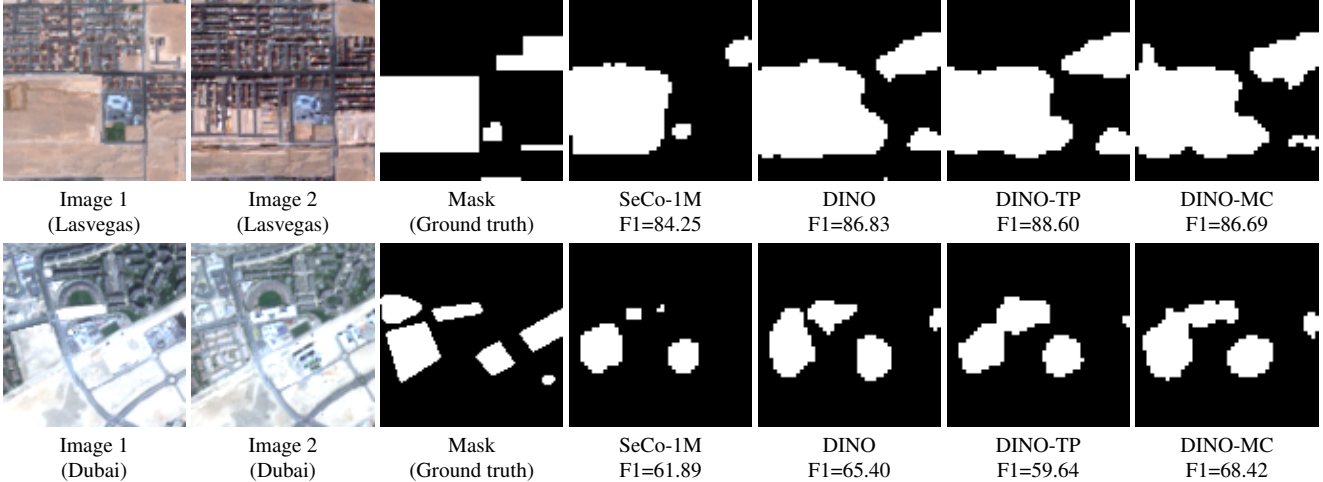 Image 1
(Lasvegas)
Image 2
(Lasvegas)
Mask
(Ground truth)
SeCo-1M
F1=84.25
DINO
F1=86.83
DINO-TP
F1=88.60
DINO-MC
F1=86.69
Image 1
(Dubai)
Image 2
(Dubai)
Mask
(Ground truth)
SeCo-1M
F1=61.89
DINO
F1=65.40
DINO-TP
F1=59.64
DINO-MC
F1=68.42